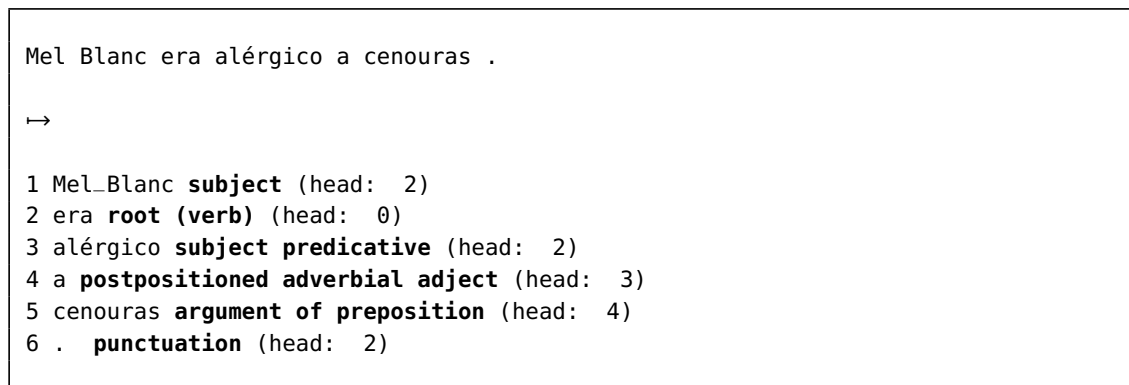 Mel Blanc era alérgico a cenouras .
↦
1 Mel_Blanc subject (head: 2)
2 era root (verb) (head: 0)
3 alérgico subject predicative (head: 2)
4 a postpositioned adverbial adject (head: 3)
5 cenouras argument of preposition (head: 4)
6 . punctuation (head: 2)